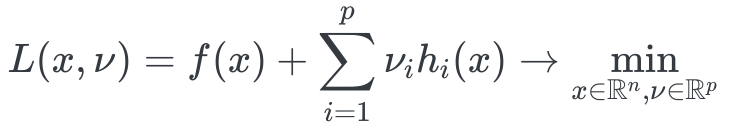 L(x, ν) = f(x) + ∑_{i=1}^{p} ν_i h_i(x) → min_{x∈ℝ^n, ν∈ℝ^p}